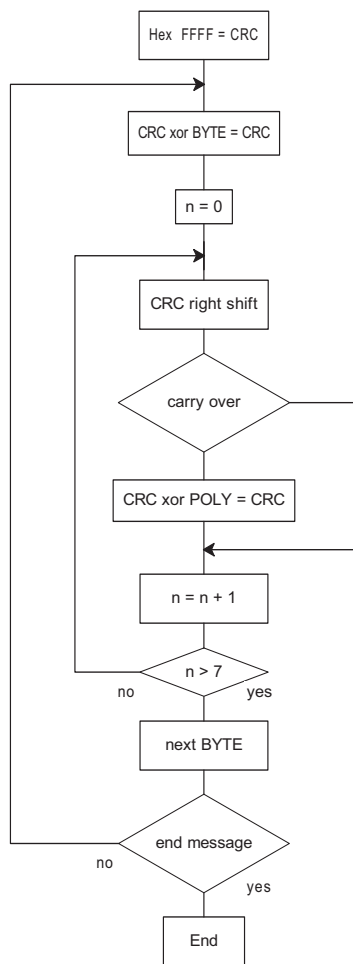 Hex FFFF = CRC
CRC xor BYTE = CRC
n = 0
CRC right shift
carry over
CRC xor POLY = CRC
n = n + 1
n > 7
no
yes
next BYTE
end message
no
yes
End